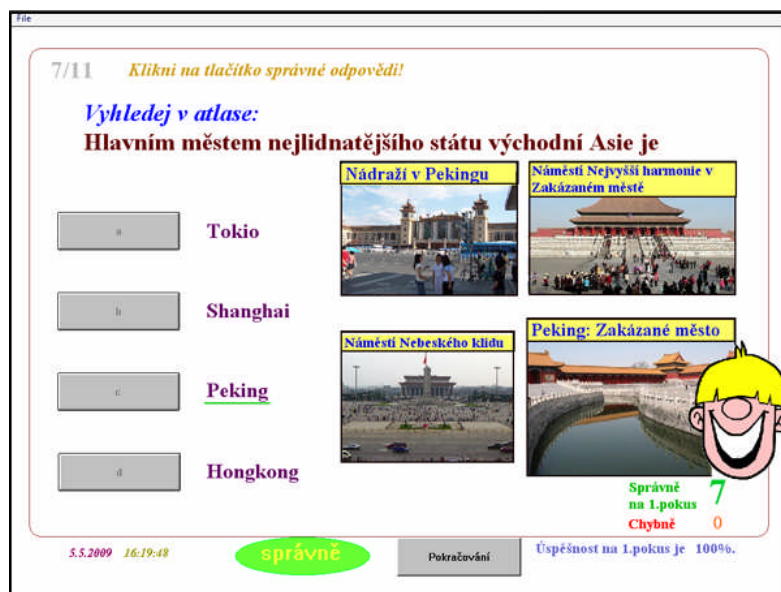 File
7/11 Klikni na tlačítko správné odpovědi!
Vyhledej v atlase:
Hlavním městem nejlidnatějšího státu východní Asie je
a Tokio
b Shanghai
c Peking
d Hongkong
Nádraží v Pekingu
Náměstí Nejvyšší harmonie v
Zakázaném městě
Náměstí Nebeského klidu
Peking: Zakázané město
Správně
na 1.pokus 7
Chybně 0
5.5.2009 16:19:48
správně
Pokračování
Úspěšnost na 1.pokus je 100%.